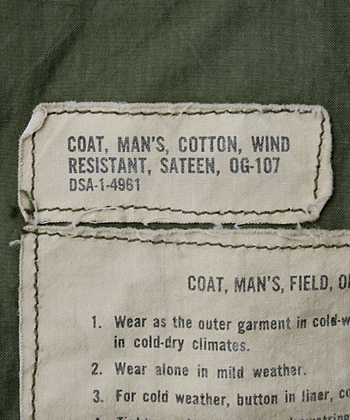 COAT, MAN'S, COTTON, WIND
RESISTANT, SATEEN, OG-107
DSA-1-4961
COAT, MAN'S, FIELD,
1. Wear as the outer garment in
in cold-dry climates.
2. Wear alone in mild weather.
3. For cold weather, button in liner,